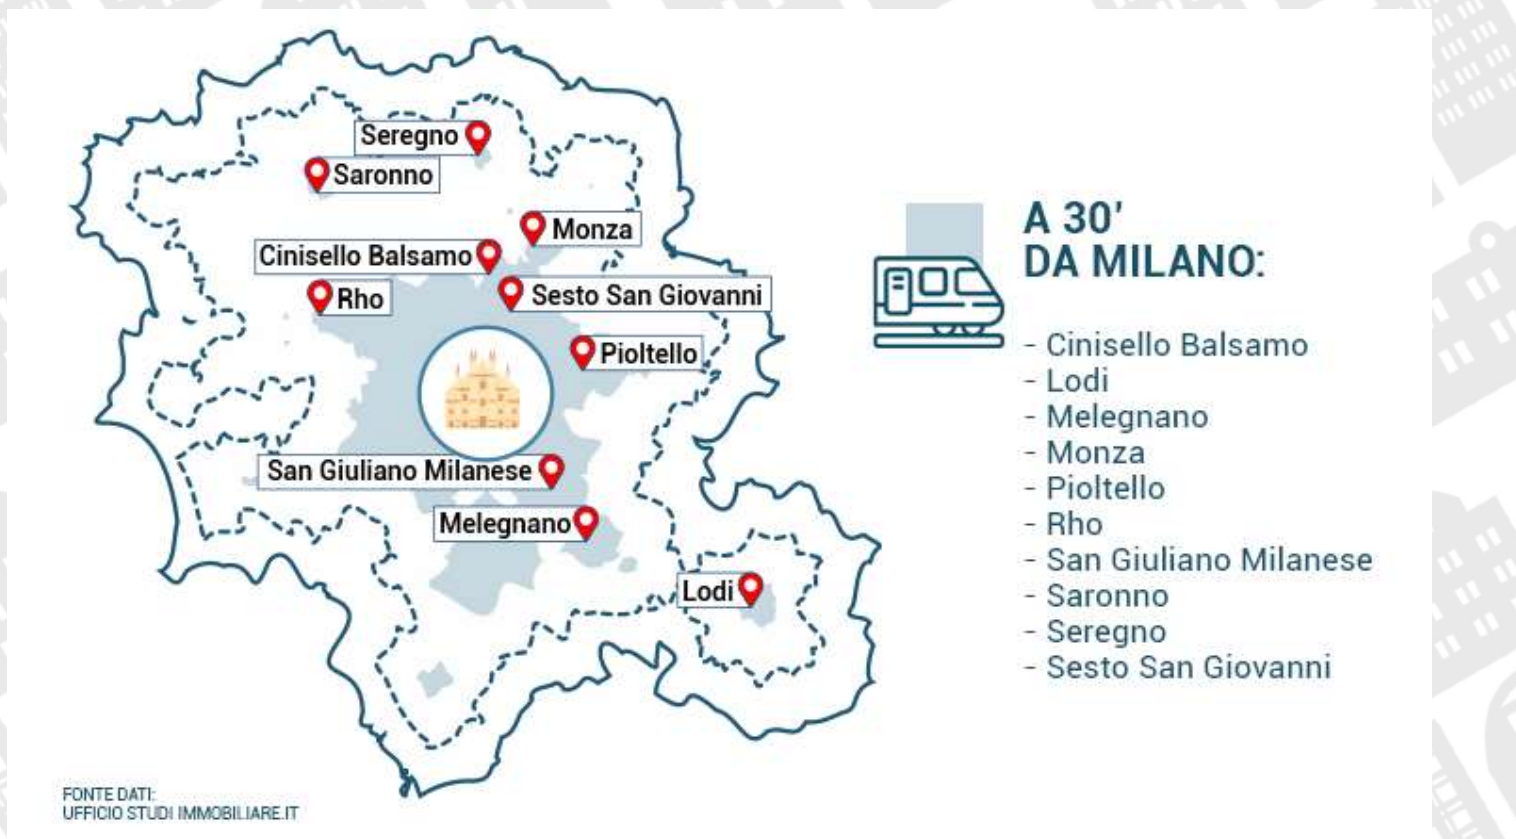 Seregno
Saronno
Monza
Cinisello Balsamo
Sesto San Giovanni
Rho
Pioltello
San Giuliano Milanese
Melegnano
Lodi
A 30'
DA MILANO:
- Cinisello Balsamo
- Lodi
- Melegnano
- Monza
- Pioltello
- Rho
- San Giuliano Milanese
- Saronno
- Seregno
- Sesto San Giovanni
FONTE DATI:
UFFICIO STUDI IMMOBILIARE.IT